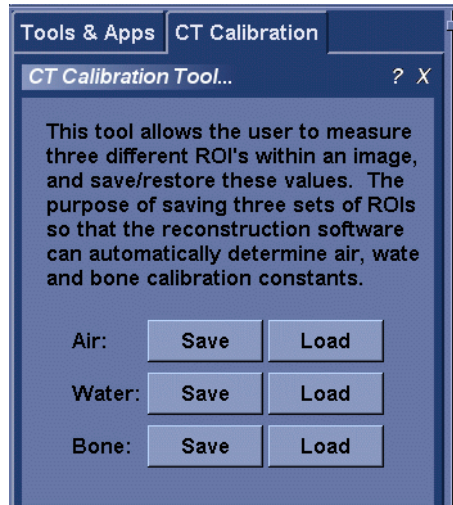 Tools & Apps CT Calibration
CT Calibration Tool... ? X
This tool allows the user to measure
three different ROI's within an image,
and save/restore these values. The
purpose of saving three sets of ROIs
so that the reconstruction software
can automatically determine air, wate
and bone calibration constants.
Air: Save Load
Water: Save Load
Bone: Save Load